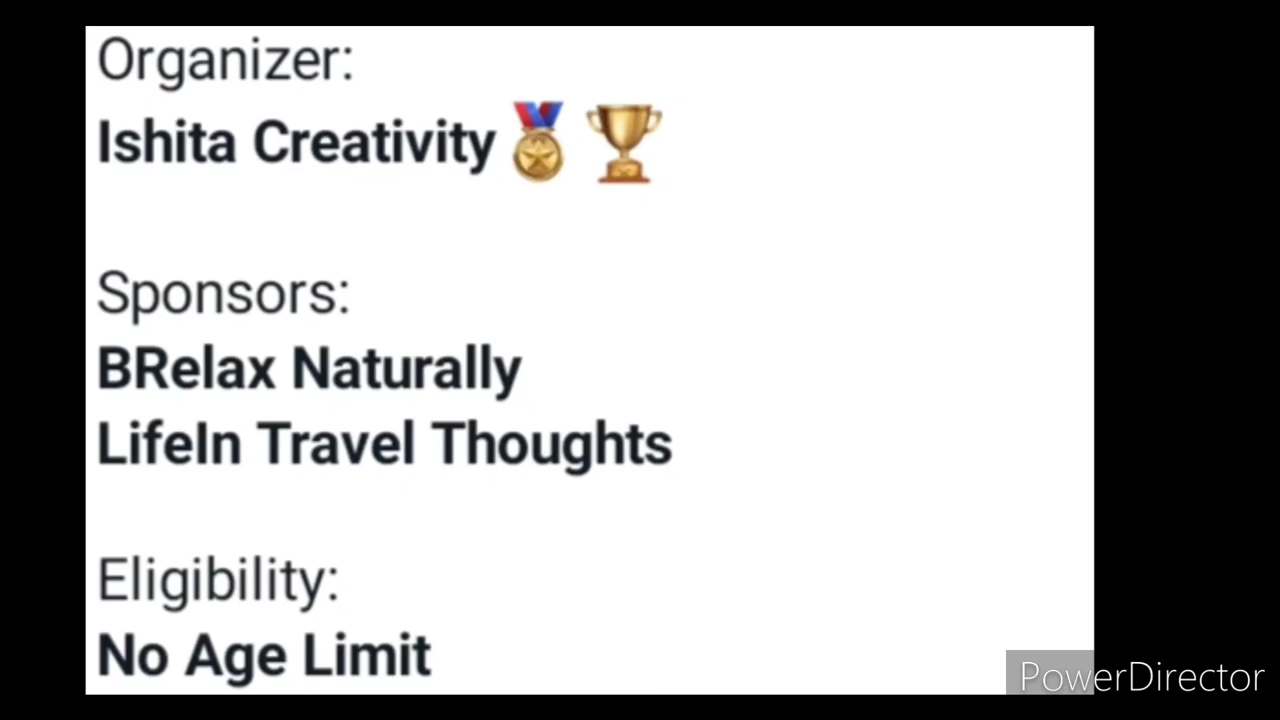 Organizer:
Ishita Creativity🏅🏆
Sponsors:
BRelax Naturally
LifeIn Travel Thoughts
Eligibility:
No Age Limit
PowerDirector